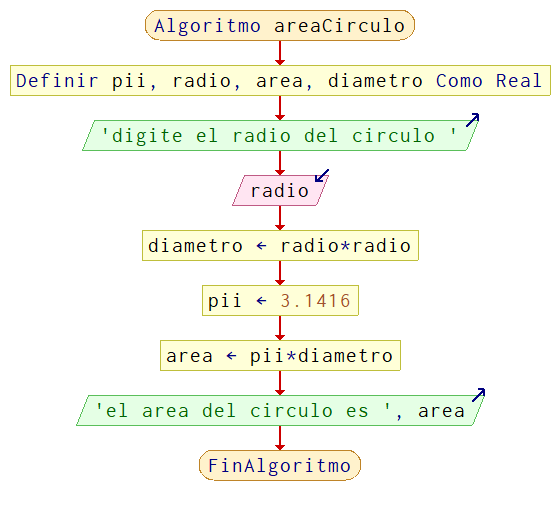 Algoritmo areaCirculo
Definir pii, radio, area, diametro Como Real
'digite el radio del circulo '
radio
diametro ← radio*radio
pii ← 3.1416
area ← pii*diametro
'el area del circulo es ', area
FinAlgoritmo